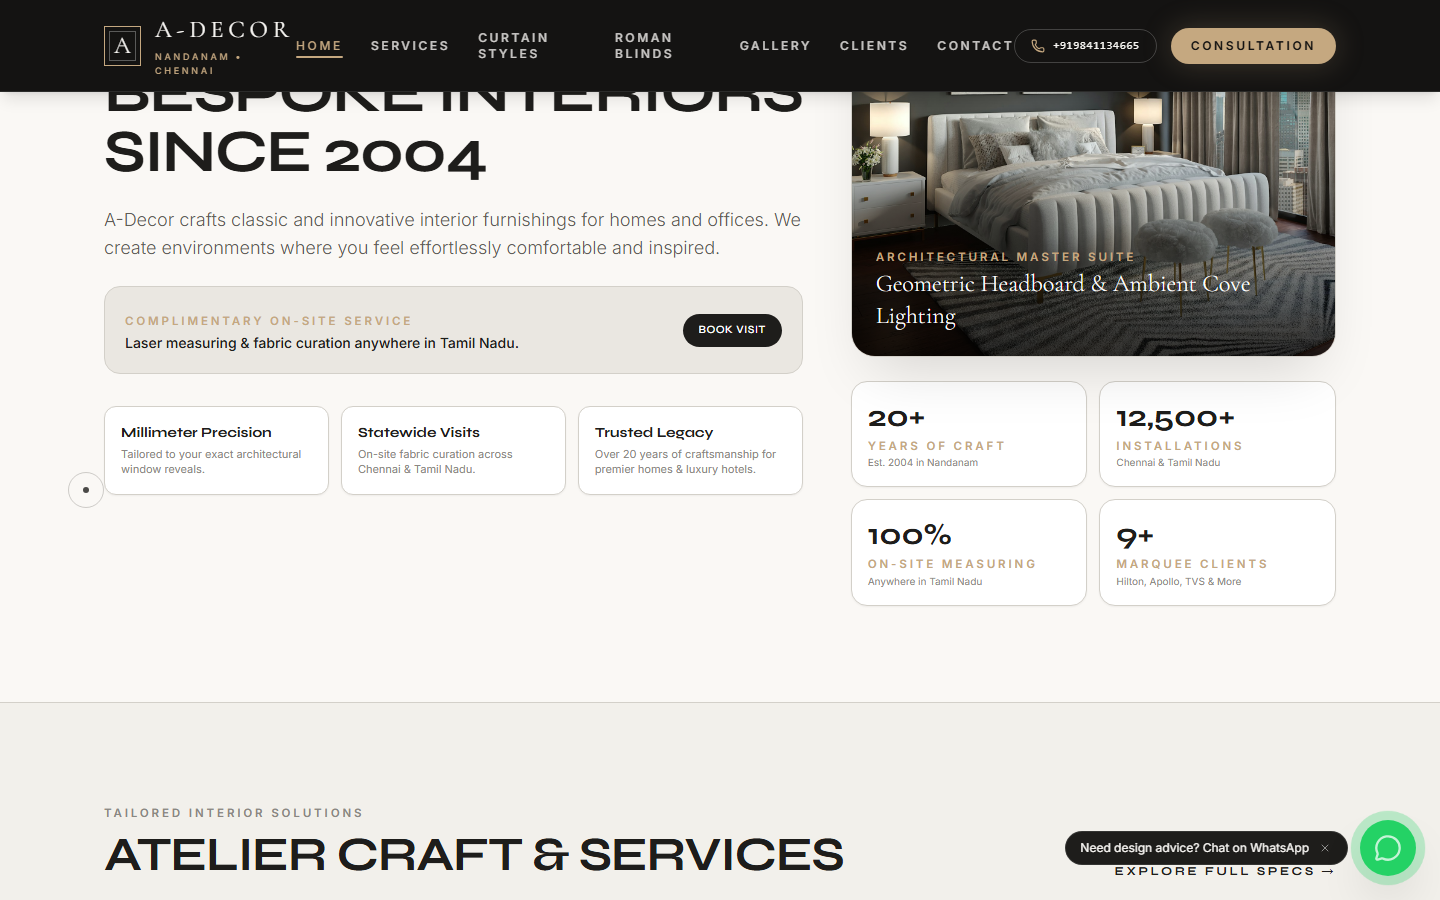 A
A-DECOR
NANDANAM •
CHENNAI
HOME
SERVICES
CURTAIN
STYLES
ROMAN
BLINDS
GALLERY
CLIENTS
CONTACT
+919841134665
CONSULTATION
BESPOKE INTERIORS
SINCE 2004
A-Decor crafts classic and innovative interior furnishings for homes and offices. We
create environments where you feel effortlessly comfortable and inspired.
COMPLIMENTARY ON-SITE SERVICE
Laser measuring & fabric curation anywhere in Tamil Nadu.
BOOK VISIT
Millimeter Precision
Tailored to your exact architectural
window reveals.
Statewide Visits
On-site fabric curation across
Chennai & Tamil Nadu.
Trusted Legacy
Over 20 years of craftsmanship for
premier homes & luxury hotels.
ARCHITECTURAL MASTER SUITE
Geometric Headboard & Ambient Cove
Lighting
20+
YEARS OF CRAFT
Est. 2004 in Nandanam
12,500+
INSTALLATIONS
Chennai & Tamil Nadu
100%
ON-SITE MEASURING
Anywhere in Tamil Nadu
9+
MARQUEE CLIENTS
Hilton, Apollo, TVS & More
TAILORED INTERIOR SOLUTIONS
ATELIER CRAFT & SERVICES
Need design advice? Chat on WhatsApp ×
EXPLORE FULL SPECS →